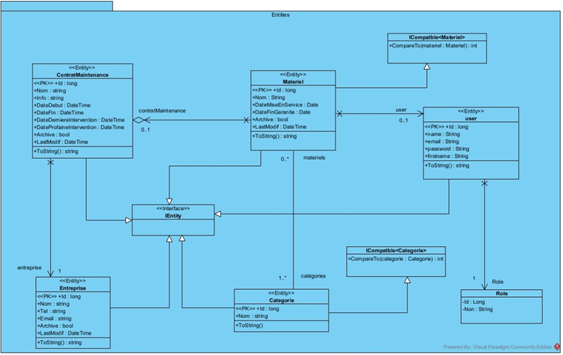 Entities
<<Entity>>
ContratMaintenance
<<PK>> +Id : long
+Nom : string
+Info : string
+DateDebut : DateTime
+DateFin : DateTime
+DateDerniereIntervention : DateTime
+DateProtaineIntervention : DateTime
+Archive : bool
+LastModif : DateTime
+ToString() : string
contratMaintenance
0..1
<<Entity>>
Materiel
<<PK>> +Id : long
+Nom : String
+DateMiseEnService : Date
+DateFinGarantie : Date
+Archive : bool
+LastModif : DateTime
+ToString() : String
ICompatble<Materiel>
+CompareTo(materiel : Materiel) : int
user
0..1
<<Entity>>
user
<<PK>> +Id : long
+name : String
+email : String
+password : String
+firstname : String
+ToString() : String
0..*
materiels
<<Interface>>
IEntity
ICompatble<Categorie>
+CompareTo(categorie : Categorie) : int
entreprise
1
1..*
catégories
1
Role
<<Entity>>
Entreprise
<<PK>> +Id : long
+Nom : string
+Tel : string
+Email : string
+Archive : bool
+LastModif : DateTime
+ToString() : string
<<Entity>>
Categorie
<<PK>> +Id : long
+Nom : string
+ToString()
Role
-Id : Long
-Non : String
Powered By Visual Paradigm Community Edition